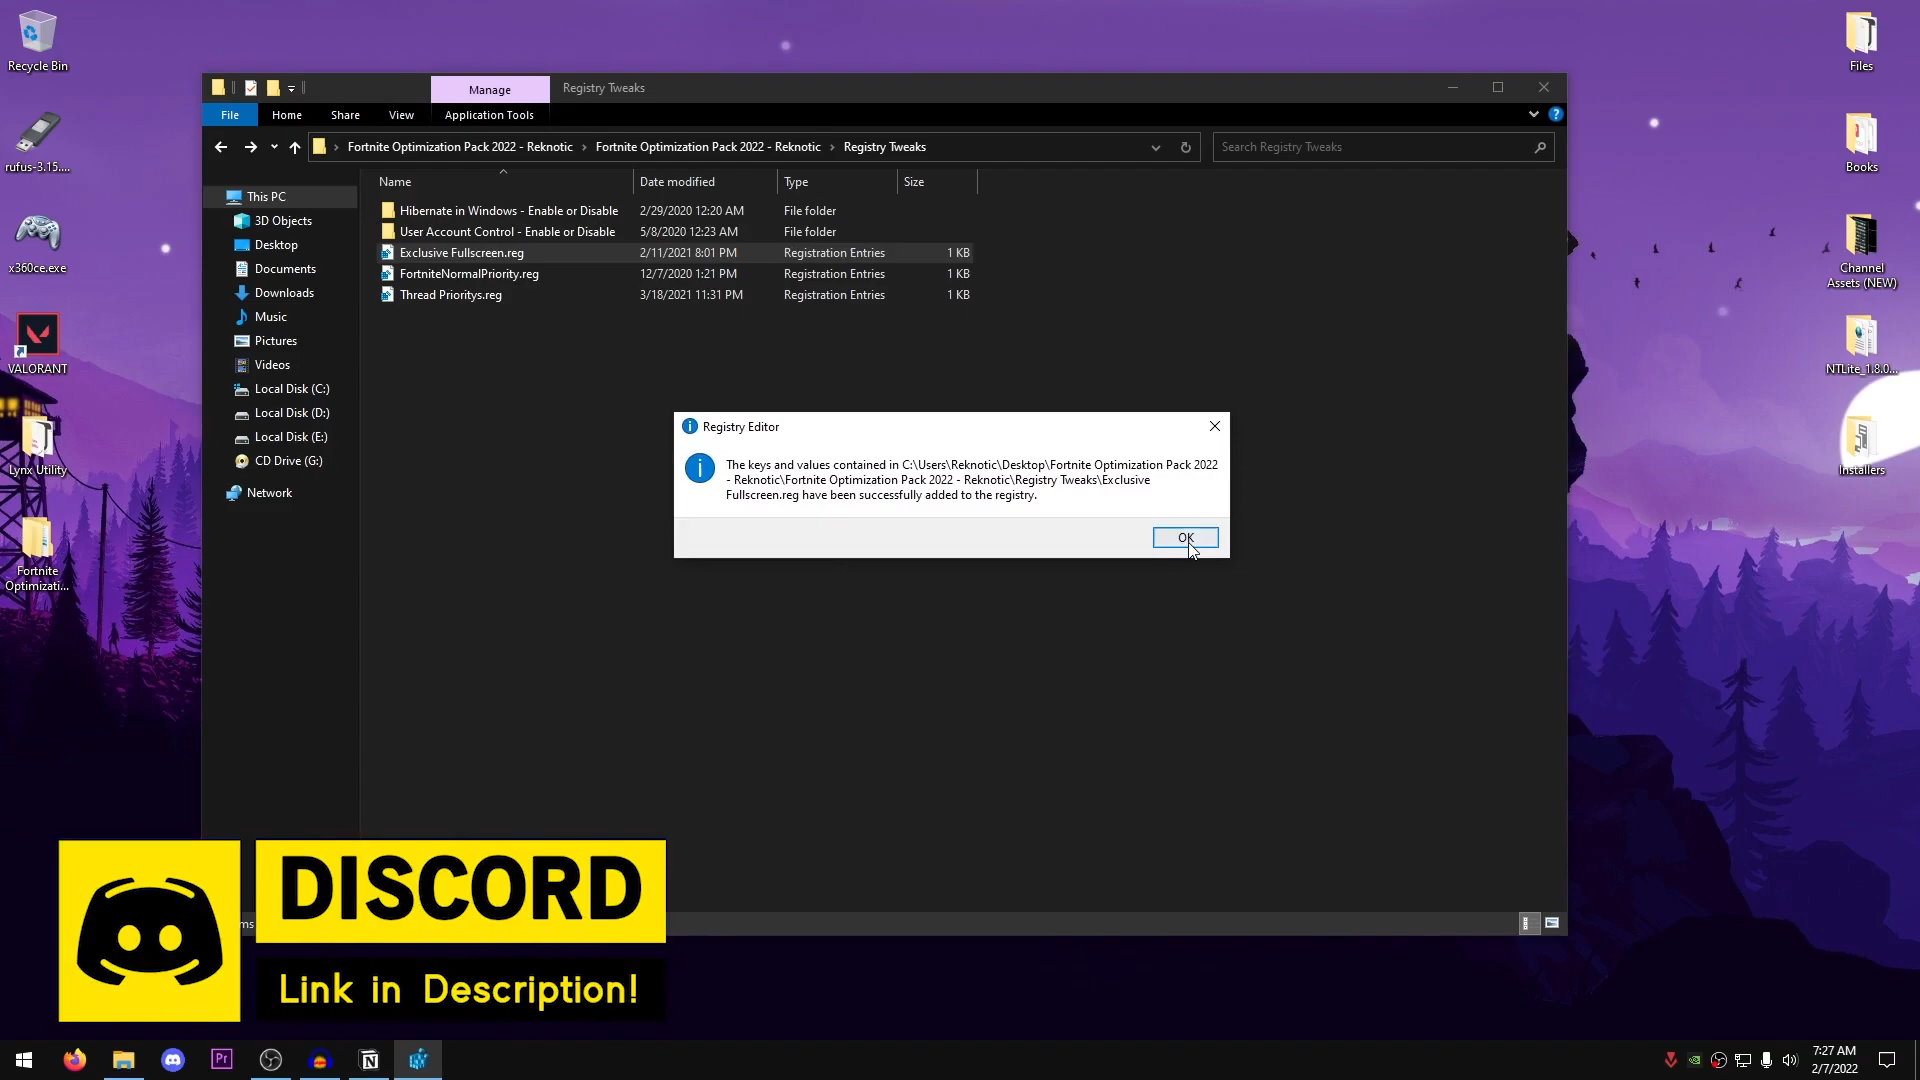 Recycle Bin
rufus-3.15....
x360ce.exe
VALORANT
Lynx Utility
Fortnite
Optimizati...
Files
Books
Channel
Assets (NEW)
NTLite_1.8.0...
Installers
Manage
Registry Tweaks
File
Home
Share
View
Application Tools
Fortnite Optimization Pack 2022 - Reknotic
Fortnite Optimization Pack 2022 - Reknotic
Registry Tweaks
Search Registry Tweaks
Name
Date modified
Type
Size
This PC
3D Objects
Desktop
Documents
Downloads
Music
Pictures
Videos
Local Disk (C:)
Local Disk (D:)
Local Disk (E:)
CD Drive (G:)
Network
Hibernate in Windows - Enable or Disable 2/29/2020 12:20 AM File folder
User Account Control - Enable or Disable 5/8/2020 12:23 AM File folder
Exclusive Fullscreen.reg 2/11/2021 8:01 PM Registration Entries 1 KB
FortniteNormalPriority.reg 12/7/2020 1:21 PM Registration Entries 1 KB
Thread Prioritys.reg 3/18/2021 11:31 PM Registration Entries 1 KB
Registry Editor
The keys and values contained in C:\Users\Reknotic\Desktop\Fortnite Optimization Pack 2022
- Reknotic\Fortnite Optimization Pack 2022 - Reknotic\Registry Tweaks\Exclusive
Fullscreen.reg have been successfully added to the registry.
OK
ms
DISCORD
Link in Description!
Pr
7:27 AM
2/7/2022